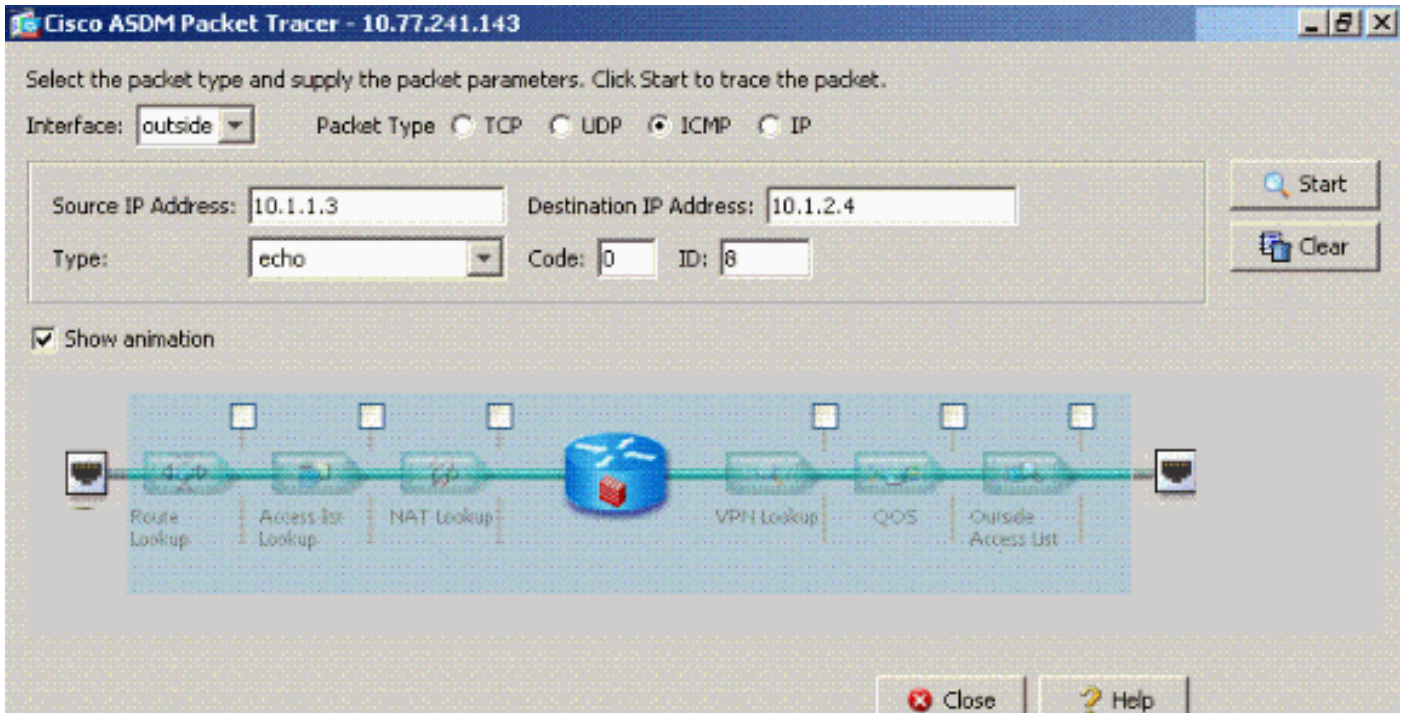 Cisco ASDM Packet Tracer - 10.77.241.143
Select the packet type and supply the packet parameters. Click Start to trace the packet.
Interface: outside Packet Type TCP UDP ICMP IP
Source IP Address: 10.1.1.3 Destination IP Address: 10.1.2.4
Start
Type: echo Code: 0 ID: 8
Clear
Show animation
Route Lookup
Access list Lookup
NAT Lookup
VPN Lookup
QOS
Outside Access List
Close
Help